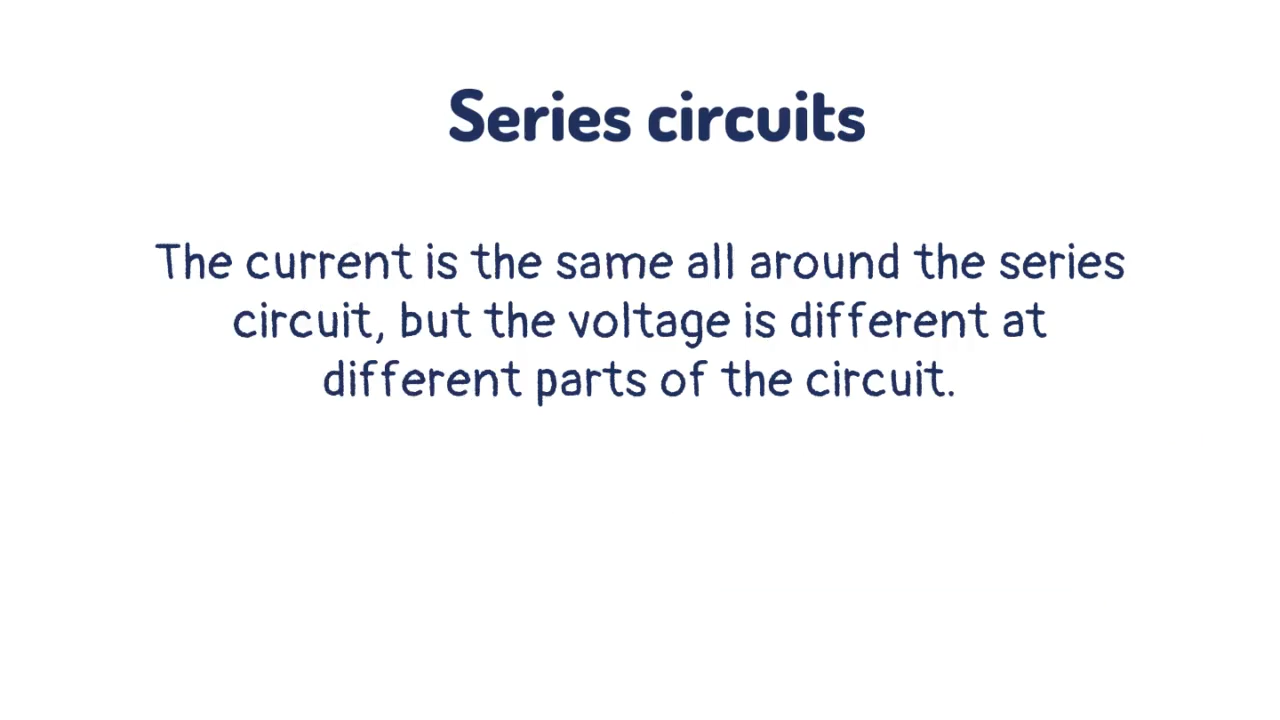 Series circuits
The current is the same all around the series
circuit, but the voltage is different at
different parts of the circuit.